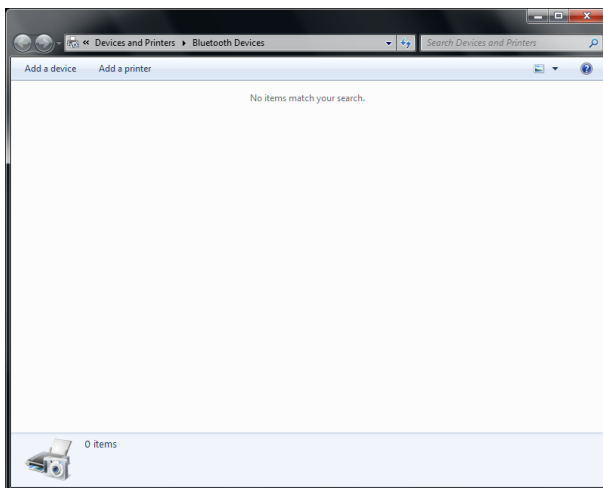 « Devices and Printers ▸ Bluetooth Devices Search Devices and Printers
Add a device Add a printer
No items match your search.
0 items